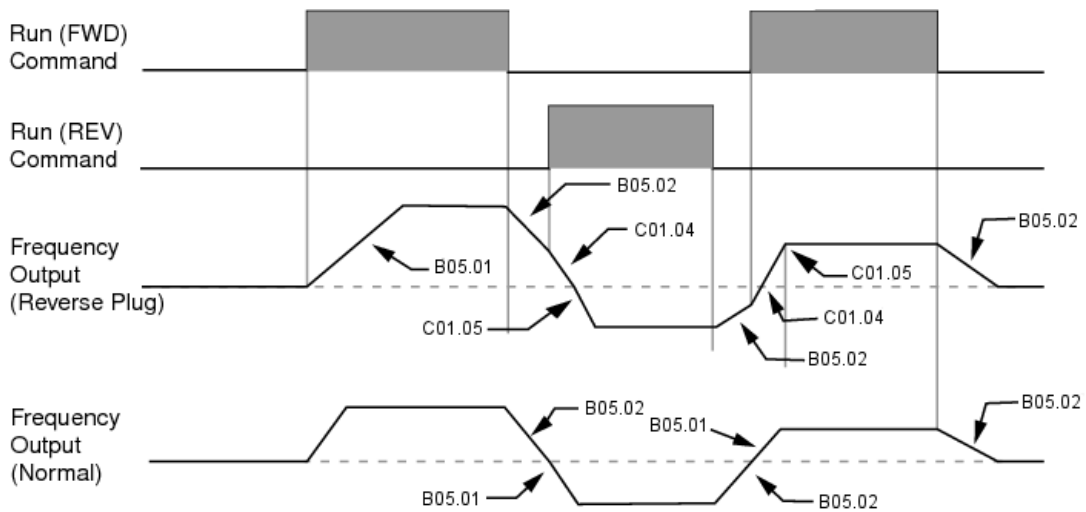 Run (FWD)
Command
Run (REV)
Command
B05.02
C01.04
B05.02
Frequency
Output
(Reverse Plug)
B05.01
C01.05
C01.05
C01.04
B05.02
Frequency
Output
(Normal)
B05.02
B05.01
B05.02
B05.01
B05.02